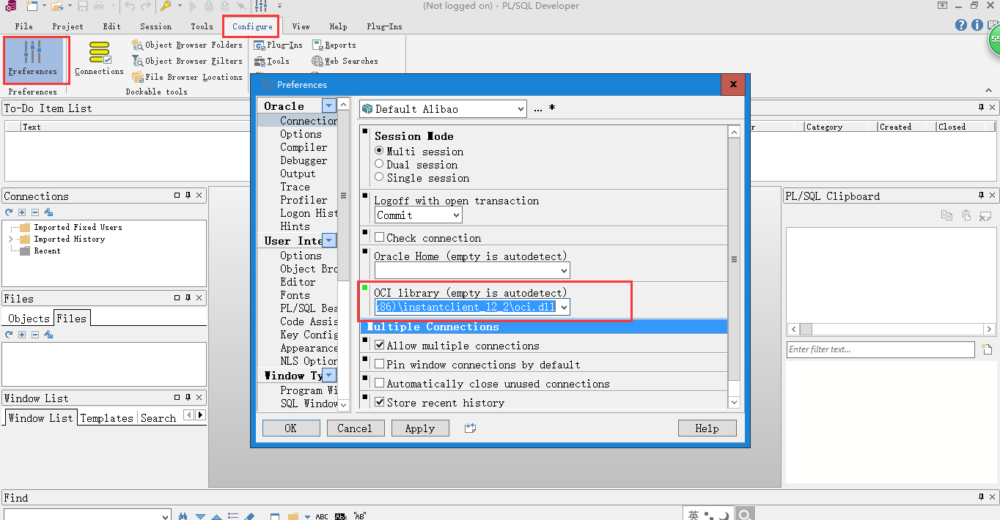 (Not logged on) - PL/SQL Developer
File Project Edit Session Tools Configure View Help Plug-Ins
Preferences
Connections
Object Browser Folders
Object Browser Filters
File Browser Locations
Plug-Ins
Tools
Reports
Web Searches
Preferences
Dockable tools
55
To-Do Item List
Text
Category Created Closed
Connections
Imported Fixed Users
Imported History
Recent
Files
Objects Files
Window List
Window List Templates Search
Find
ABC "AB"
英
PL/SQL Clipboard
Enter filter text...
Preferences
Oracle
Connection
Options
Compiler
Debugger
Output
Trace
Profiler
Logon Hist
Hints
User Inte
Options
Object Bro
Editor
Fonts
PL/SQL Bea
Code Assis
Key Config
Appearance
NLS Option
Window Ty
Program Wi
SQL Window
Default Alibao
... *
Session Mode
Multi session
Dual session
Single session
Logoff with open transaction
Commit
Check connection
Oracle Home (empty is autodetect)
OCI library (empty is autodetect)
x86)\instantclient_12_2\oci.dll
Multiple Connections
Allow multiple connections
Pin window connections by default
Automatically close unused connections
Store recent history
OK Cancel Apply Help